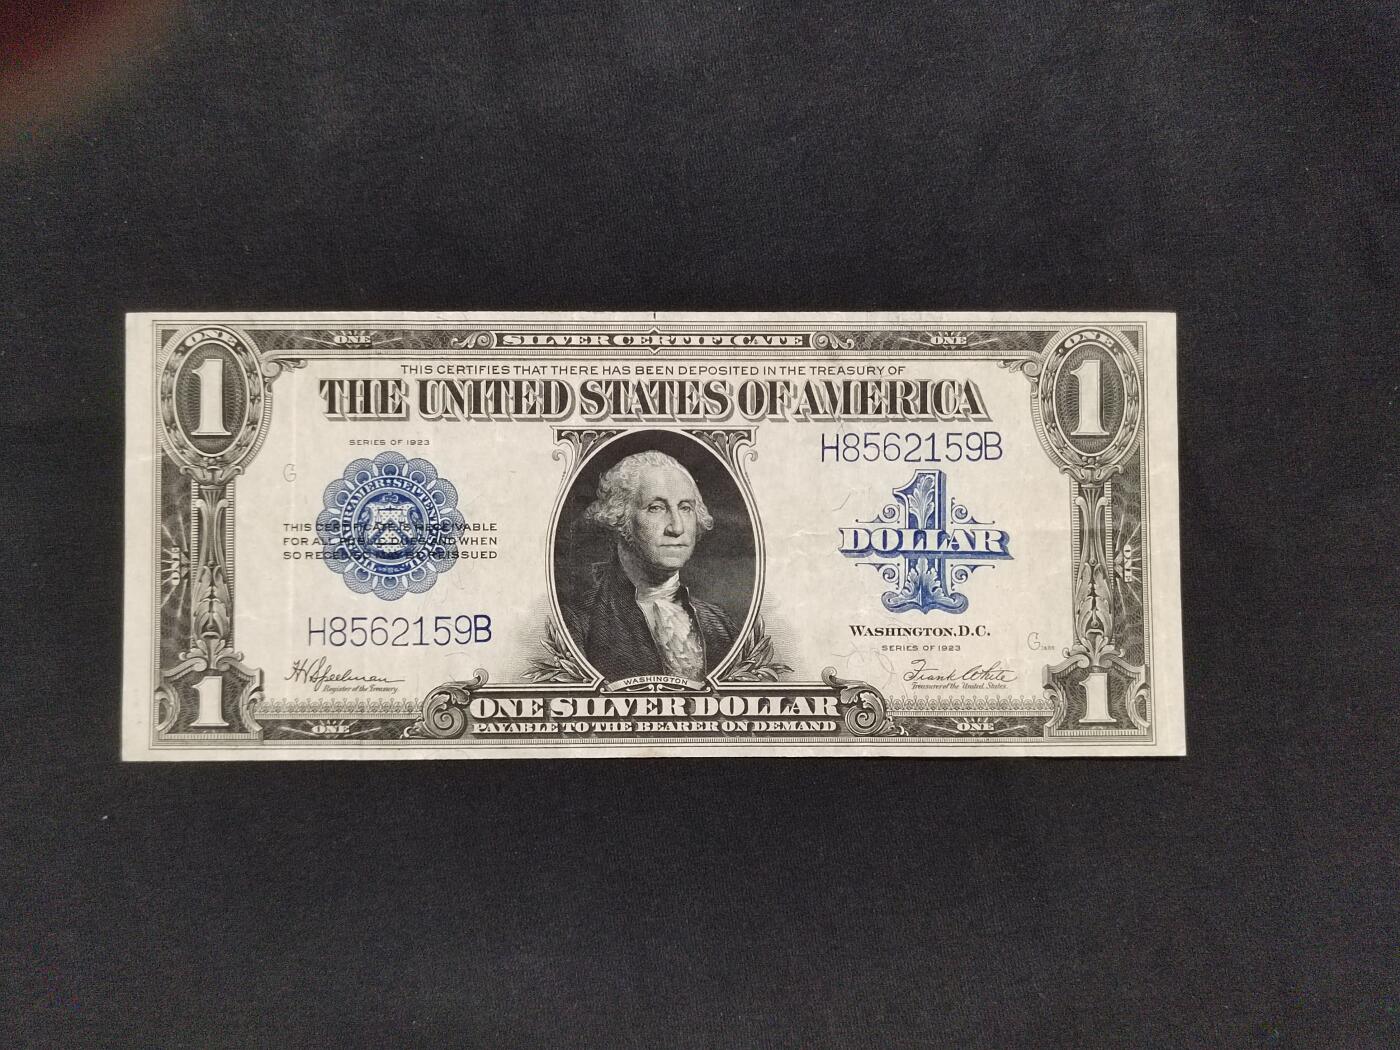 ONE ONE SILVER CERTIFICATE ONE ONE
1 1
THIS CERTIFIES THAT THERE HAS BEEN DEPOSITED IN THE TREASURY OF
THE UNITED STATES OF AMERICA
SERIES OF 1923
H8562159B
G
THIS CERTIFICATE IS RECEIVABLE
FOR ALL PUBLIC DUES AND WHEN
SO RECEIVED MAY BE REISSUED
1
DOLLAR
ONE ONE
H8562159B
WASHINGTON, D.C.
SERIES OF 1923
G
H V Speelman
Register of the Treasury.
Frank White
Treasurer of the United States.
WASHINGTON
1 1
ONE SILVER DOLLAR
PAYABLE TO THE BEARER ON DEMAND
ONE ONE